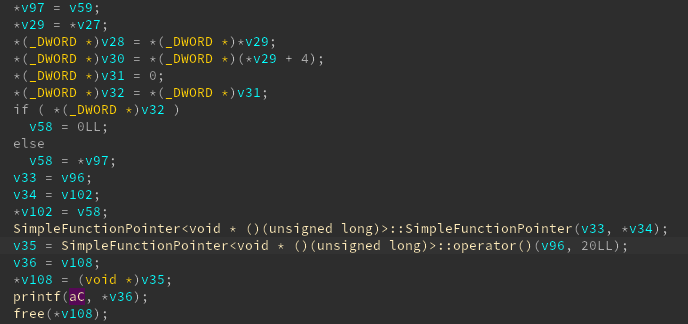 *v97 = v59;
*v29 = *v27;
*(_DWORD *)v28 = *(_DWORD *)*v29;
*(_DWORD *)v30 = *(_DWORD *)(*v29 + 4);
*(_DWORD *)v31 = 0;
*(_DWORD *)v32 = *(_DWORD *)v31;
if ( *(_DWORD *)v32 )
v58 = 0LL;
else
v58 = *v97;
v33 = v96;
v34 = v102;
*v102 = v58;
SimpleFunctionPointer<void * ()(unsigned long)>::SimpleFunctionPointer(v33, *v34);
v35 = SimpleFunctionPointer<void * ()(unsigned long)>::operator()(v96, 20LL);
v36 = v108;
*v108 = (void *)v35;
printf(aC, *v36);
free(*v108);